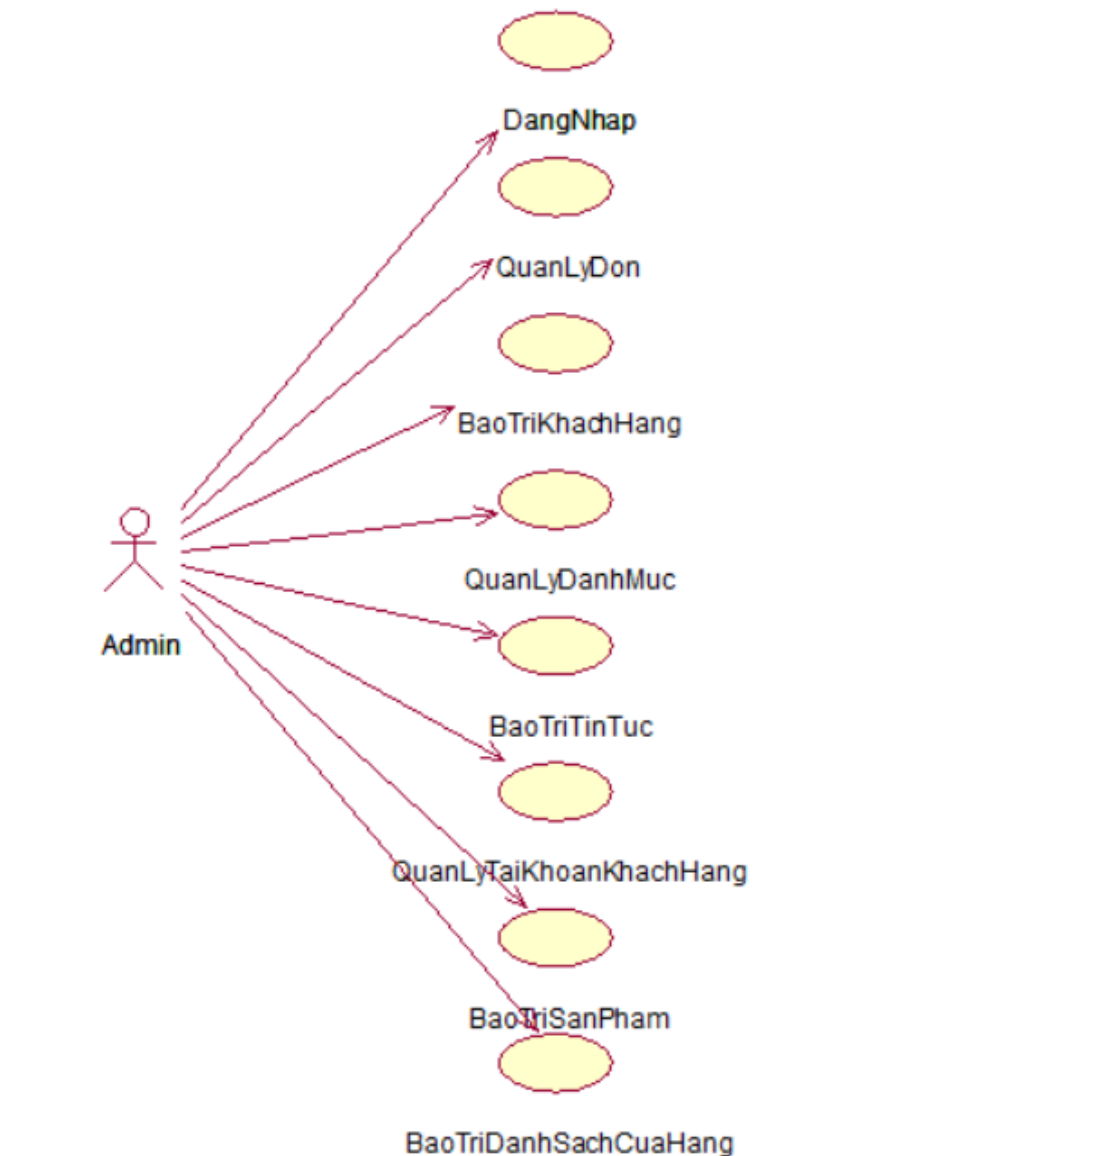 DangNhap
QuanLyDon
BaoTriKhachHang
QuanLyDanhMuc
Admin
BaoTriTinTuc
QuanLyTaiKhoanKhachHang
BaoTriSanPham
BaoTriDanhSachCuaHang